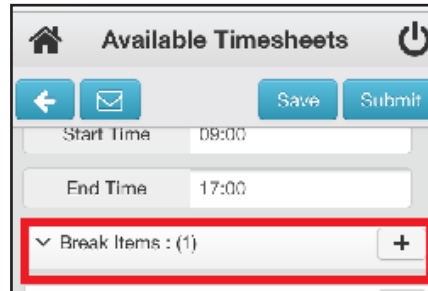 Available Timesheets
Save Submit
Start Time 09:00
End Time 17:00
Break Items : (1)